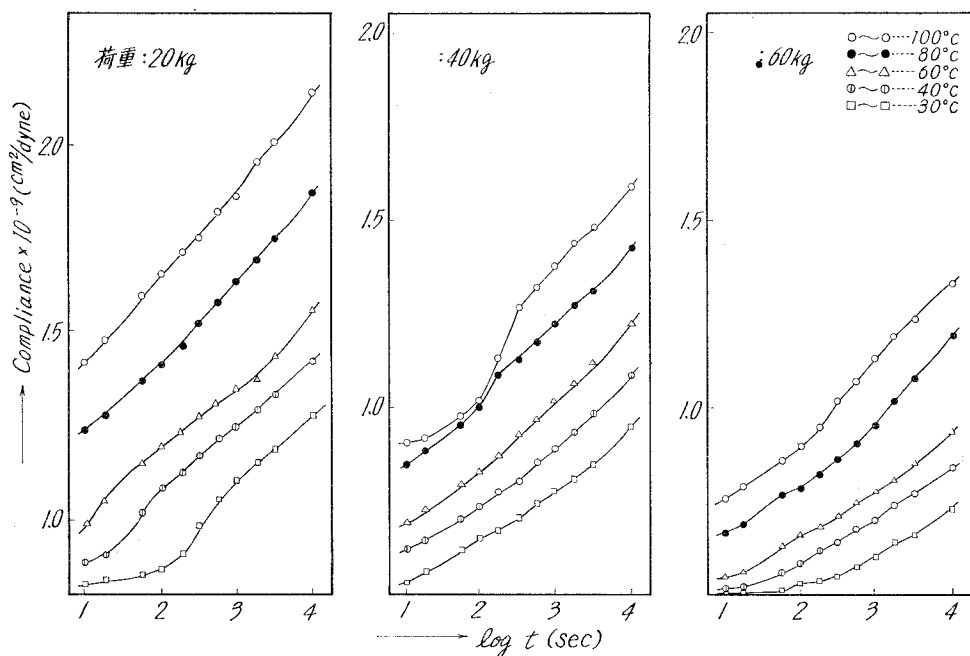 荷重:20kg
:40kg
:60kg
○~○-----100°c
●~●-----80°c
△~△-----60°c
⦶~⦶-----40°c
□~□-----30°c
2.0
1.5
1.0
2.0
1.5
1.0
2.0
1.5
1.0
1 2 3 4
1 2 3 4
1 2 3 4
→ Compliance × 10⁻⁹ (cm²/dyne)
→ log t (sec)